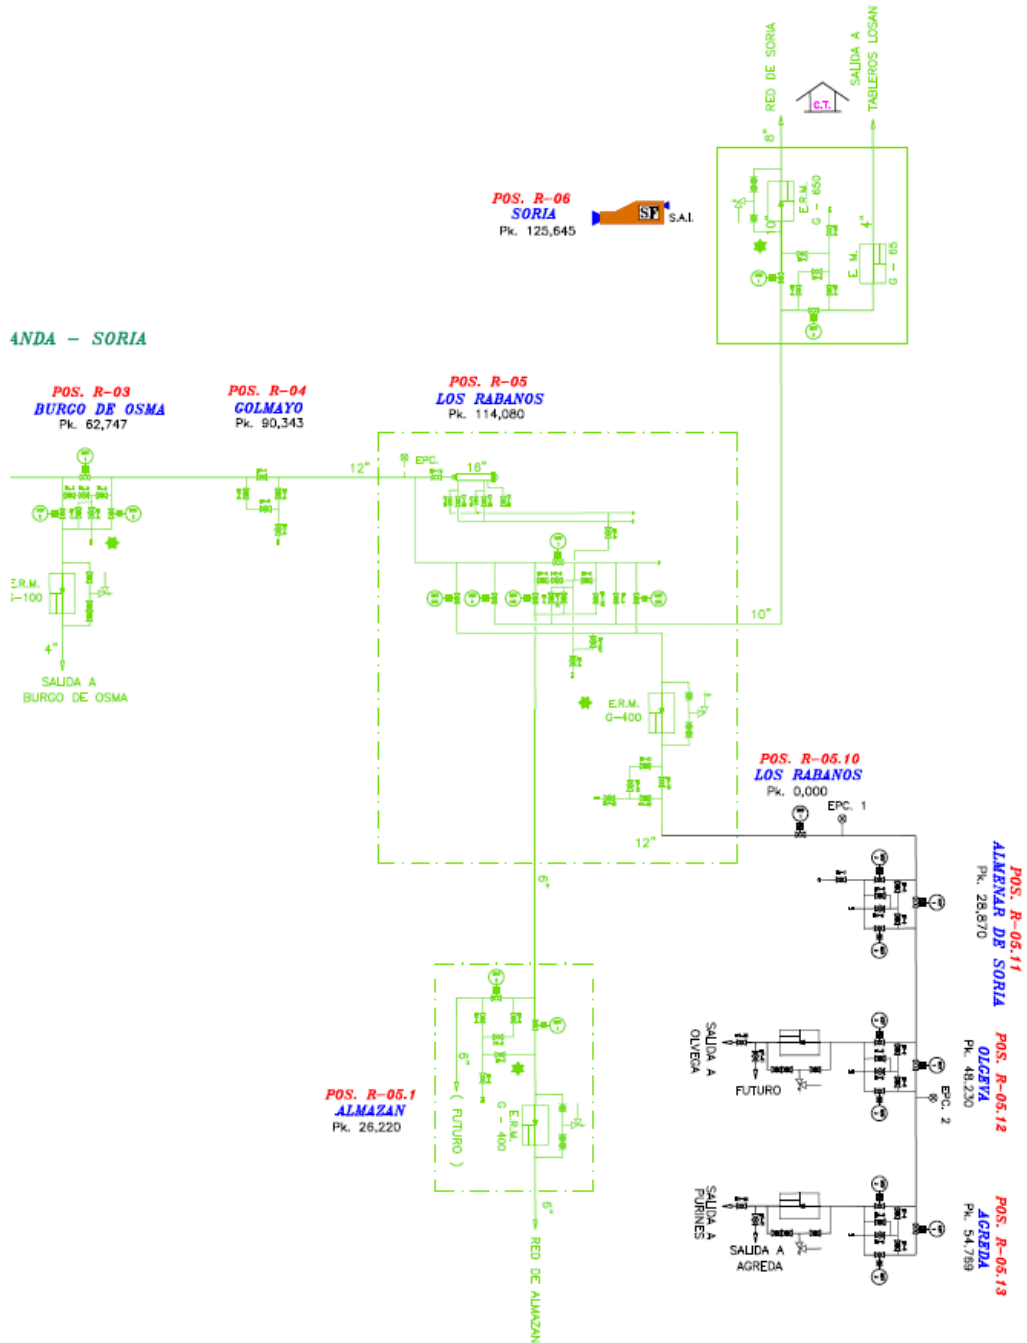 RED DE SORIA
SALIDA A
TABLEROS LOSAN
C.T.
8"
E.R.M.
G - 650
10"
4"
E. M.
G - 65
POS. R-06
SORIA
Pk. 125,645
SF
S.A.I.
ANDA - SORIA
POS. R-03
BURGO DE OSMA
Pk. 62,747
POS. R-04
GOLMAYO
Pk. 90,343
POS. R-05
LOS RABANOS
Pk. 114,080
12"
EPC.
16"
E.R.M.
G-100
4"
SALIDA A
BURGO DE OSMA
10"
E.R.M.
G-400
12"
POS. R-05.10
LOS RABANOS
Pk. 0,000
EPC. 1
POS. R-05.11
ALMENAR DE SORIA
Pk. 28,870
6"
POS. R-05.1
ALMAZAN
Pk. 26,220
6"
( FUTURO )
E.R.M.
G - 400
6"
RED DE ALMAZAN
SALIDA A
OLVEGA
FUTURO
POS. R-05.12
OLGEVA
Pk. 48,230
EPC. 2
SALIDA A
PURINES
SALIDA A
AGREDA
POS. R-05.13
AGREDA
Pk. 54,769